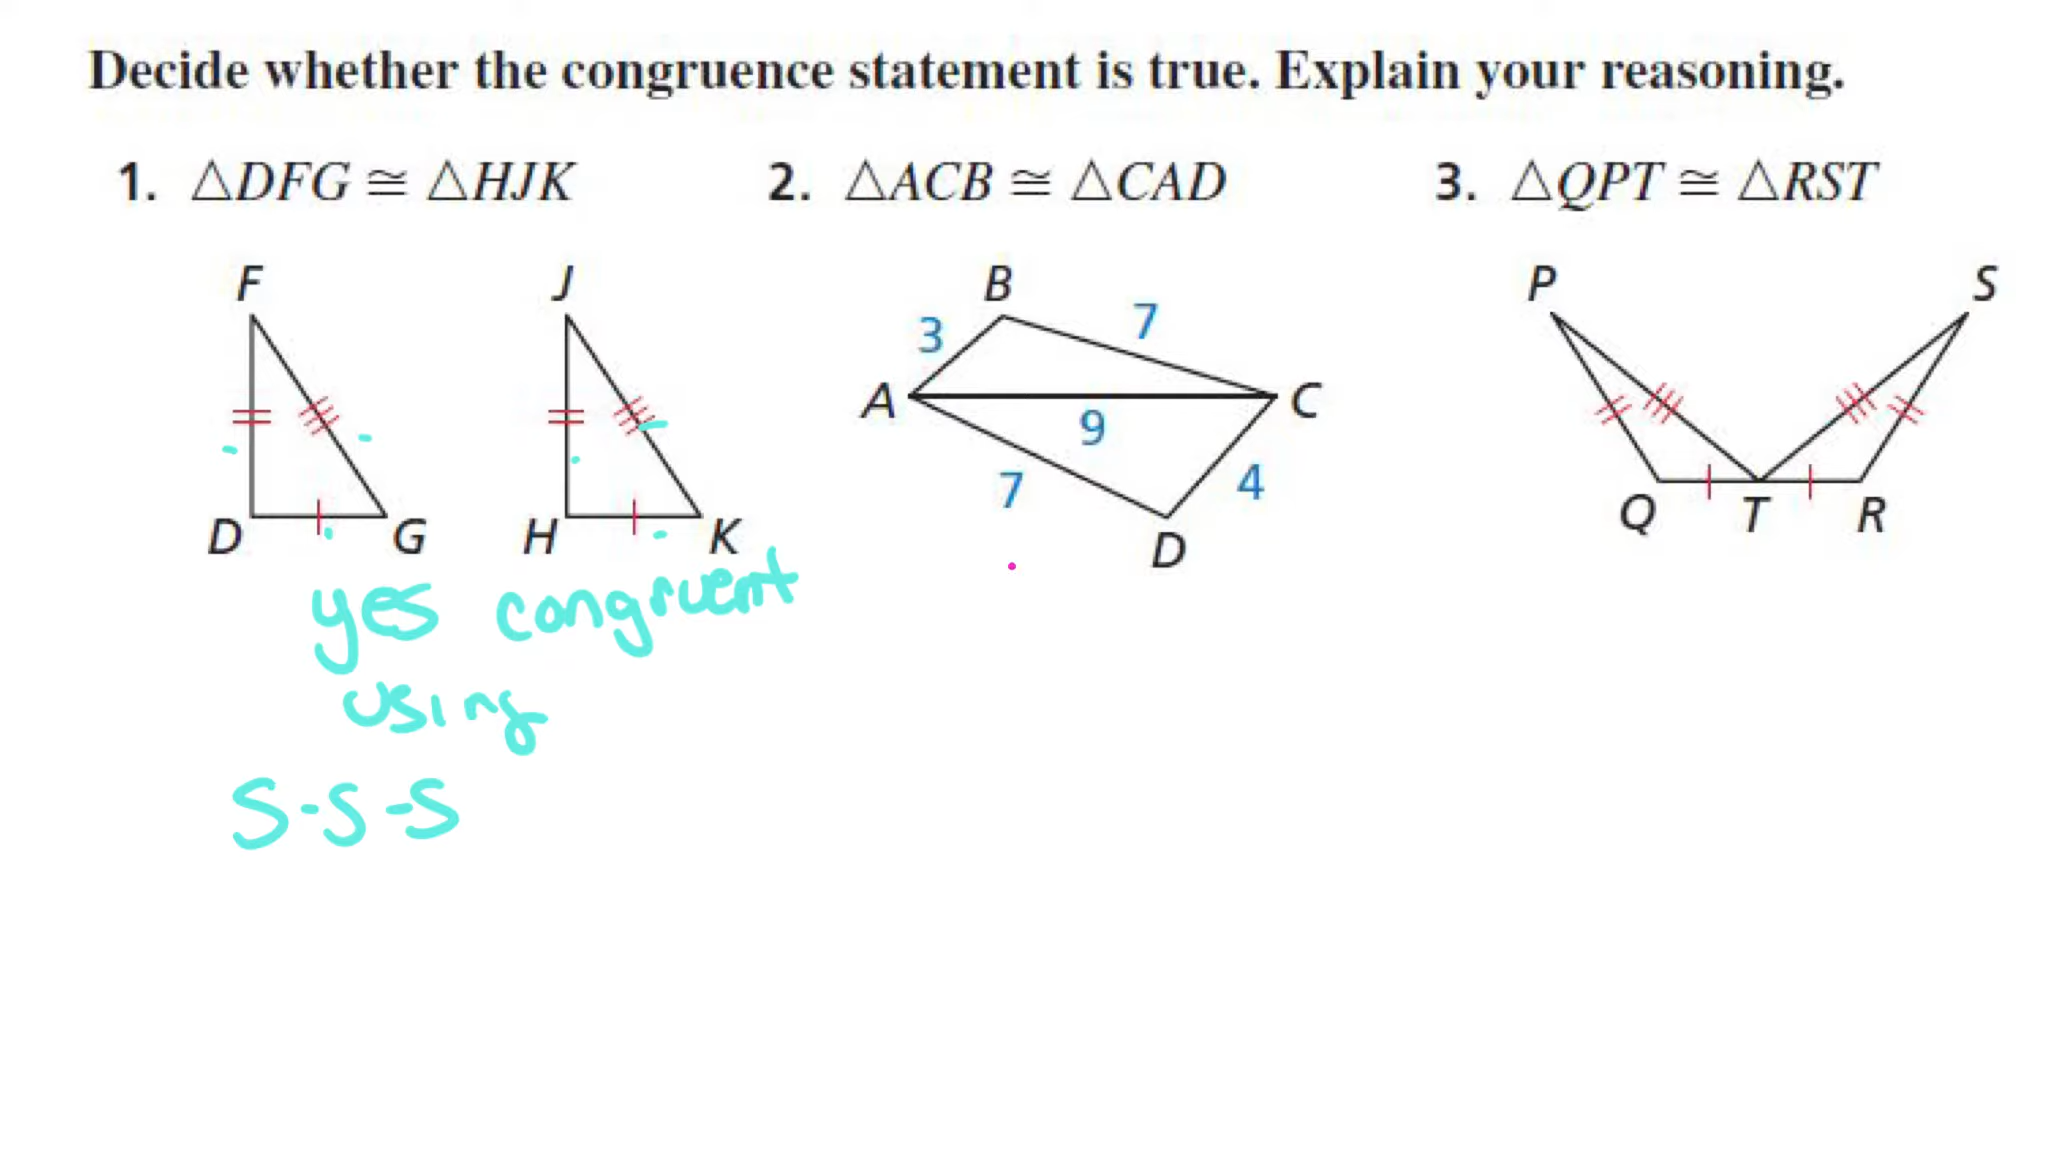 Decide whether the congruence statement is true. Explain your reasoning.
1. △DFG ≅ △HJK
2. △ACB ≅ △CAD
3. △QPT ≅ △RST
F
J
D
G
H
K
B
3
7
A
C
9
7
4
D
P
S
Q
T
R
yes congruent
using
S-S-S